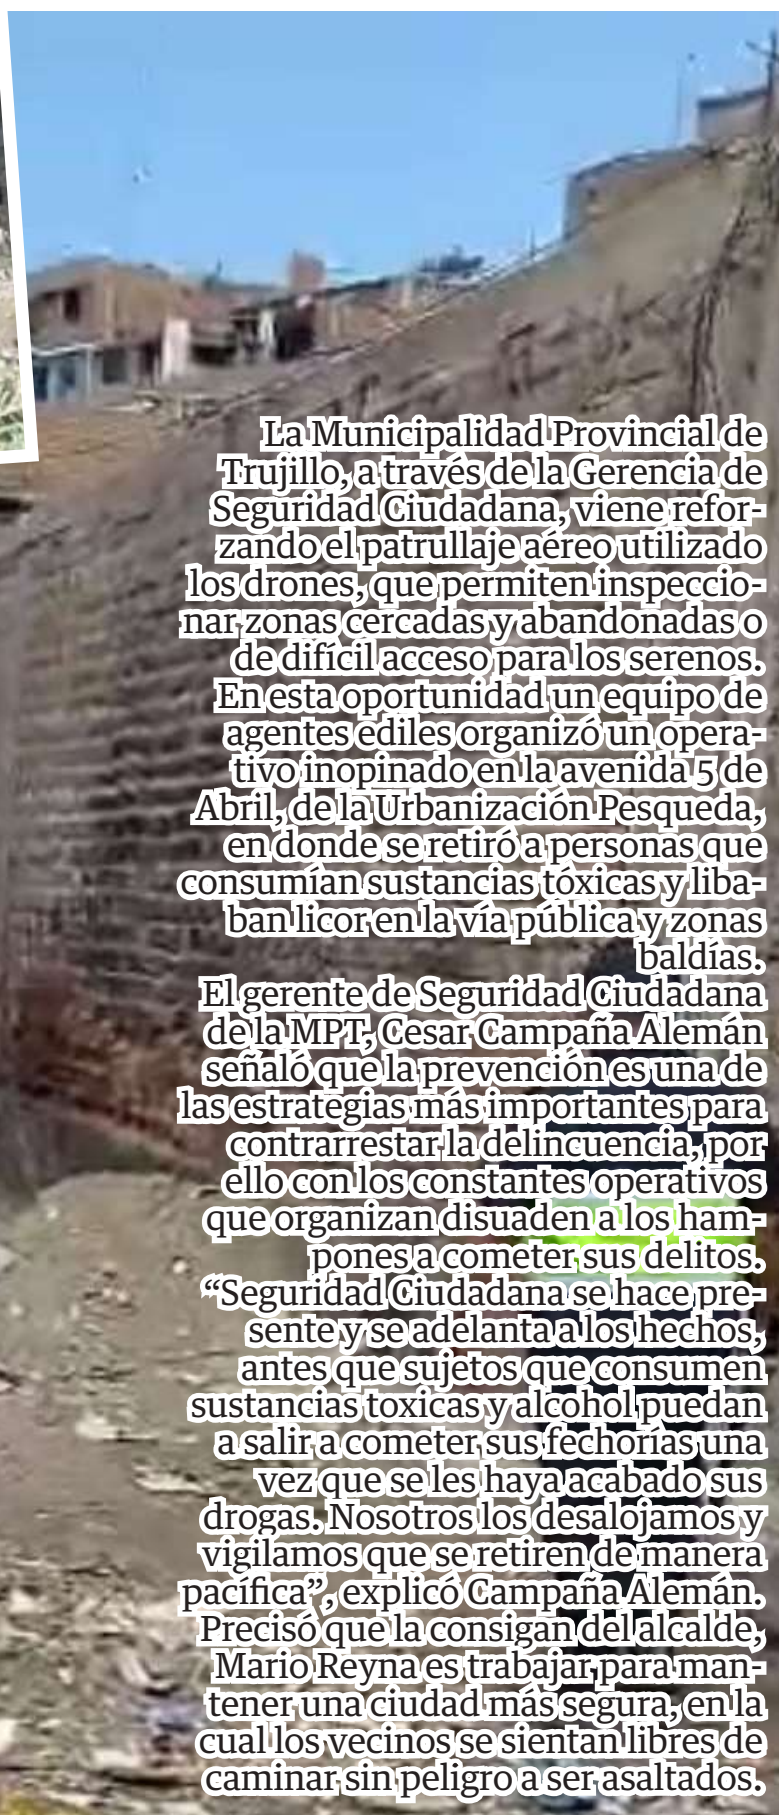 La Municipalidad Provincial de
Trujillo, a través de la Gerencia de
Seguridad Ciudadana, viene refor-
zando el patrullaje aéreo utilizado
los drones, que permiten inspeccio-
nar zonas cercadas y abandonadas o
de difícil acceso para los serenos.
En esta oportunidad un equipo de
agentes ediles organizó un opera-
tivo inopinado en la avenida 5 de
Abril, de la Urbanización Pesqueda,
en donde se retiró a personas que
consumían sustancias tóxicas y liba-
ban licor en la vía pública y zonas
baldías.
El gerente de Seguridad Ciudadana
de la MPT, Cesar Campaña Alemán
señaló que la prevención es una de
las estrategias más importantes para
contrarrestar la delincuencia, por
ello con los constantes operativos
que organizan disuaden a los ham-
pones a cometer sus delitos.
“Seguridad Ciudadana se hace pre-
sente y se adelanta a los hechos,
antes que sujetos que consumen
sustancias toxicas y alcohol puedan
a salir a cometer sus fechorías una
vez que se les haya acabado sus
drogas. Nosotros los desalojamos y
vigilamos que se retiren de manera
pacífica”, explicó Campaña Alemán.
Precisó que la consigan del alcalde,
Mario Reyna es trabajar para man-
tener una ciudad más segura, en la
cual los vecinos se sientan libres de
caminar sin peligro a ser asaltados.